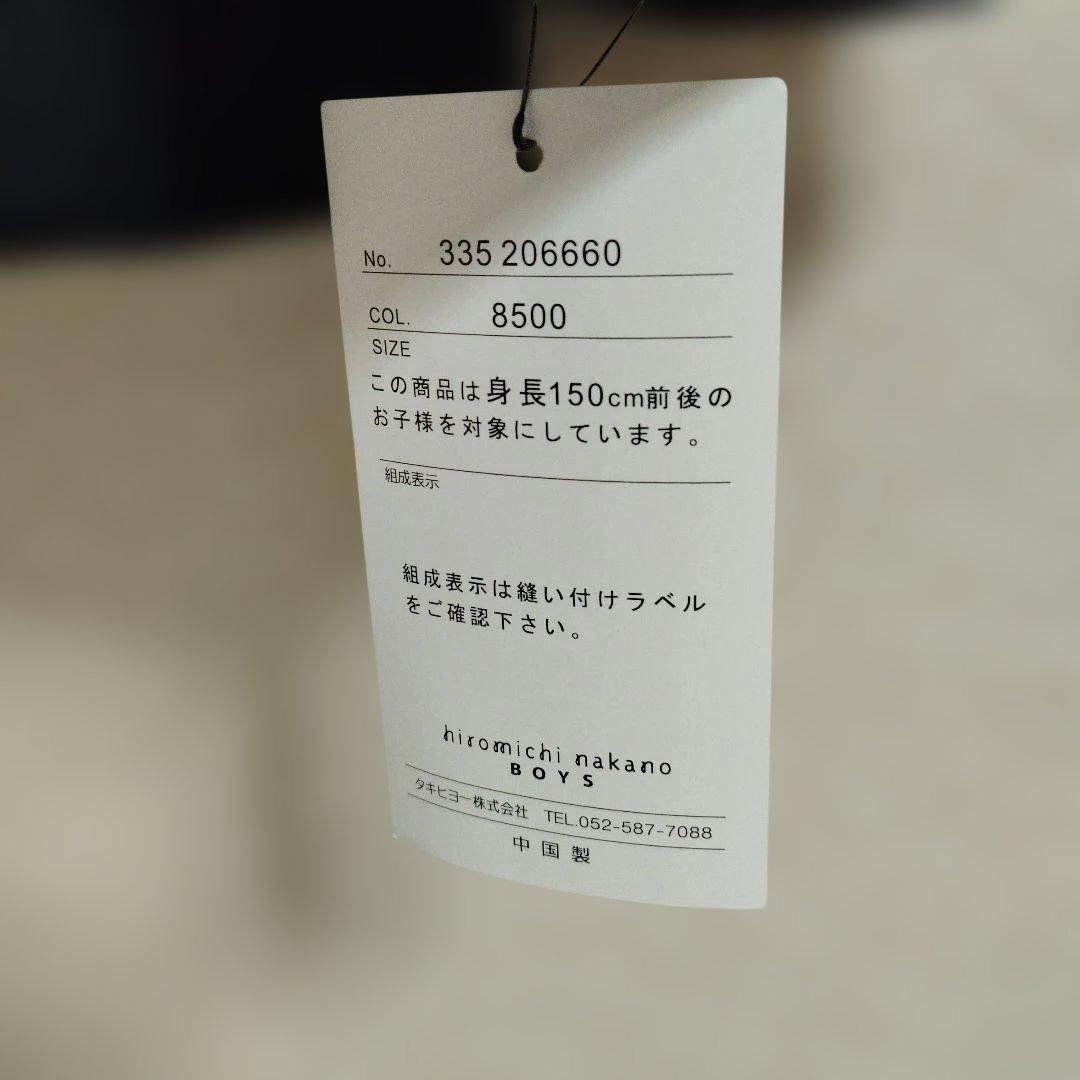 No. 335 206660
COL. 8500
SIZE
この商品は身長150cm前後の
お子様を対象にしています。
組成表示
組成表示は縫い付けラベル
をご確認下さい。
hiromichi nakano
BOYS
タキヒヨー株式会社 TEL.052-587-7088
中国製